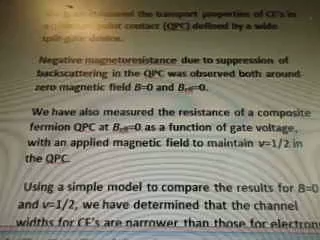 measured the transport properties of CF's in
a quantum point contact (QPC) defined by a wide
split-gate device.
Negative magnetoresistance due to suppression of
backscattering in the QPC was observed both around
zero magnetic field B=0 and Beff=0.
We have also measured the resistance of a composite
fermion QPC at Beff=0 as a function of gate voltage,
with an applied magnetic field to maintain ν=1/2 in
the QPC.
Using a simple model to compare the results for B=0
and ν=1/2, we have determined that the channel
widths for CF's are narrower than those for electrons